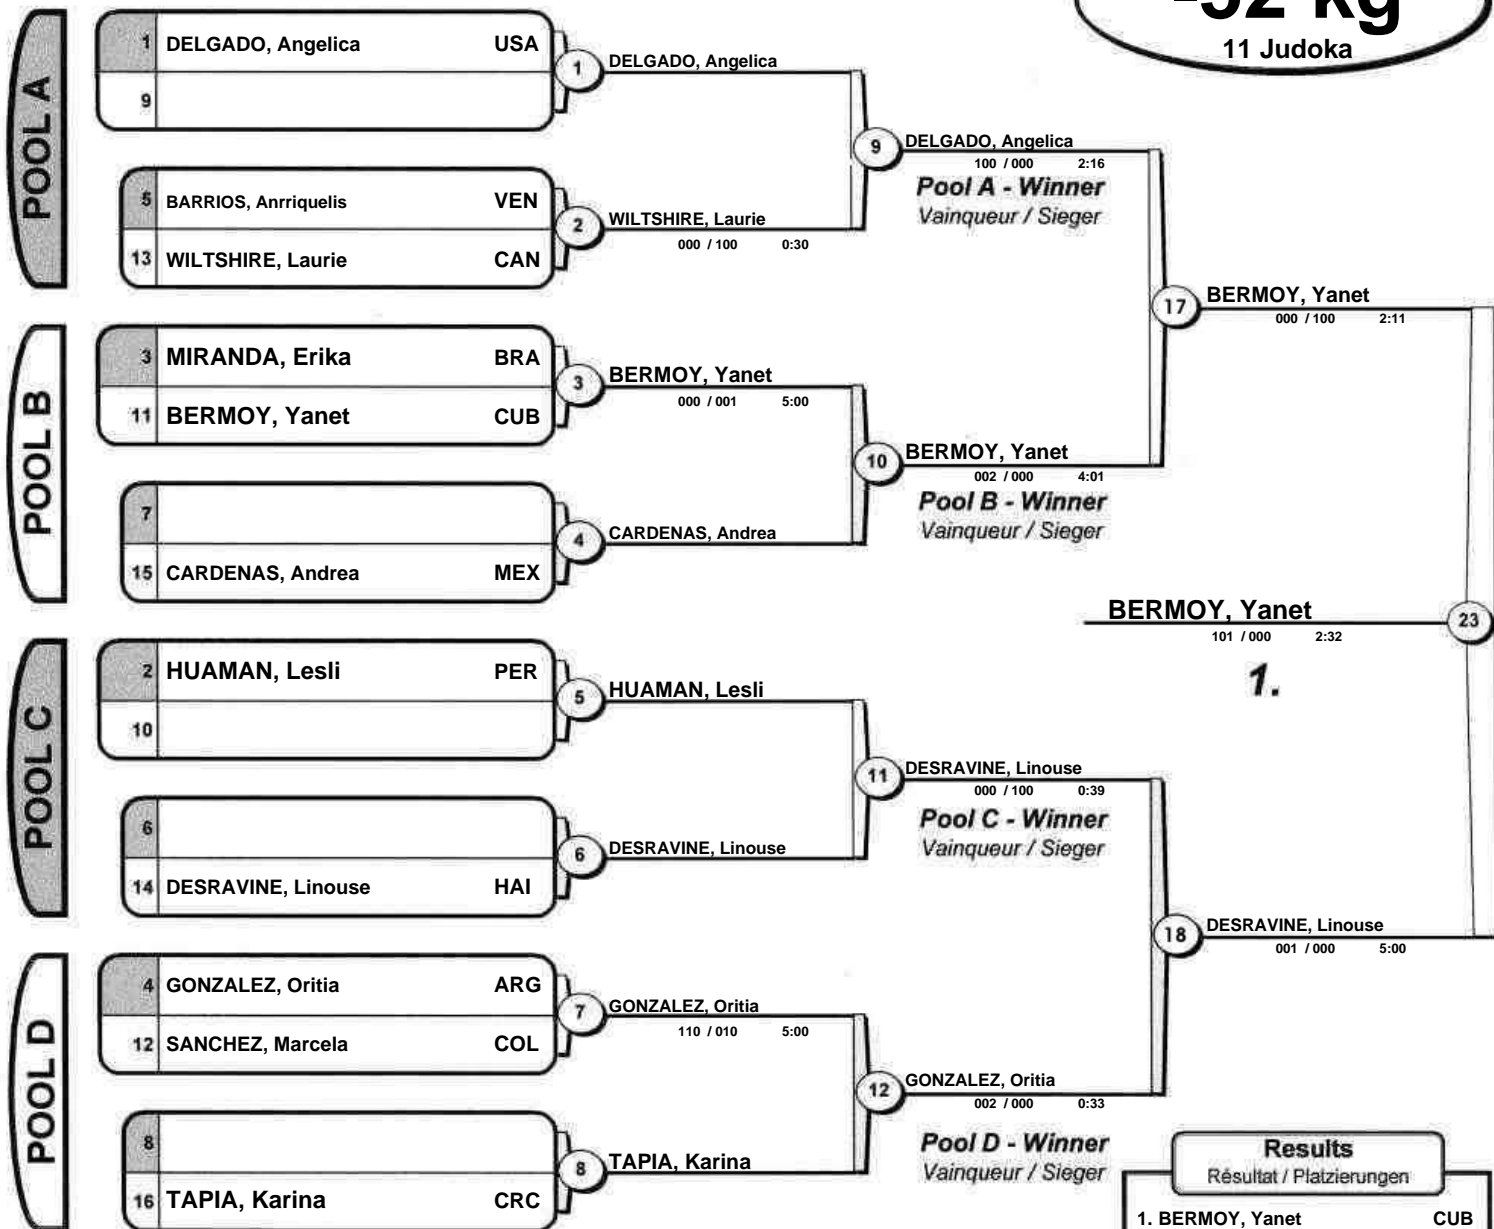 -52 kg
11 Judoka
POOL A
1 DELGADO, Angelica USA
9
5 BARRIOS, Anrriquelis VEN
13 WILTSHIRE, Laurie CAN
1 DELGADO, Angelica
2 WILTSHIRE, Laurie
000 / 100 0:30
9 DELGADO, Angelica
100 / 000 2:16
Pool A - Winner
Vainqueur / Sieger
POOL B
3 MIRANDA, Erika BRA
11 BERMOY, Yanet CUB
7
15 CARDENAS, Andrea MEX
3 BERMOY, Yanet
000 / 001 5:00
4 CARDENAS, Andrea
10 BERMOY, Yanet
002 / 000 4:01
Pool B - Winner
Vainqueur / Sieger
17 BERMOY, Yanet
000 / 100 2:11
BERMOY, Yanet 23
101 / 000 2:32
1.
POOL C
2 HUAMAN, Lesli PER
10
6
14 DESRAVINE, Linouse HAI
5 HUAMAN, Lesli
6 DESRAVINE, Linouse
11 DESRAVINE, Linouse
000 / 100 0:39
Pool C - Winner
Vainqueur / Sieger
POOL D
4 GONZALEZ, Oritia ARG
12 SANCHEZ, Marcela COL
8
16 TAPIA, Karina CRC
7 GONZALEZ, Oritia
110 / 010 5:00
8 TAPIA, Karina
12 GONZALEZ, Oritia
002 / 000 0:33
Pool D - Winner
Vainqueur / Sieger
18 DESRAVINE, Linouse
001 / 000 5:00
Results
Résultat / Platzierungen
1. BERMOY, Yanet CUB